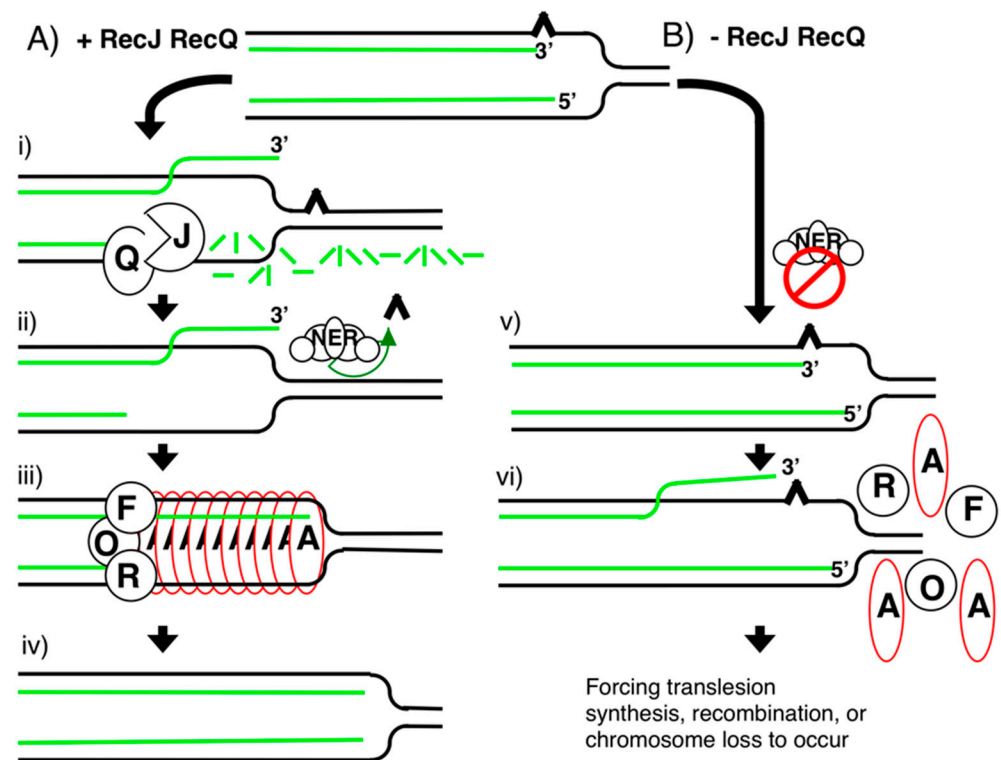 A) + RecJ RecQ
B) - RecJ RecQ
3’
5’
i)
3’
Q
J
NER
ii)
3’
NER
v)
3’
5’
iii)
F
O
R
A A A A A A A A A
vi)
3’
5’
R
A
F
A
O
A
iv)
Forcing translesion
synthesis, recombination, or
chromosome loss to occur